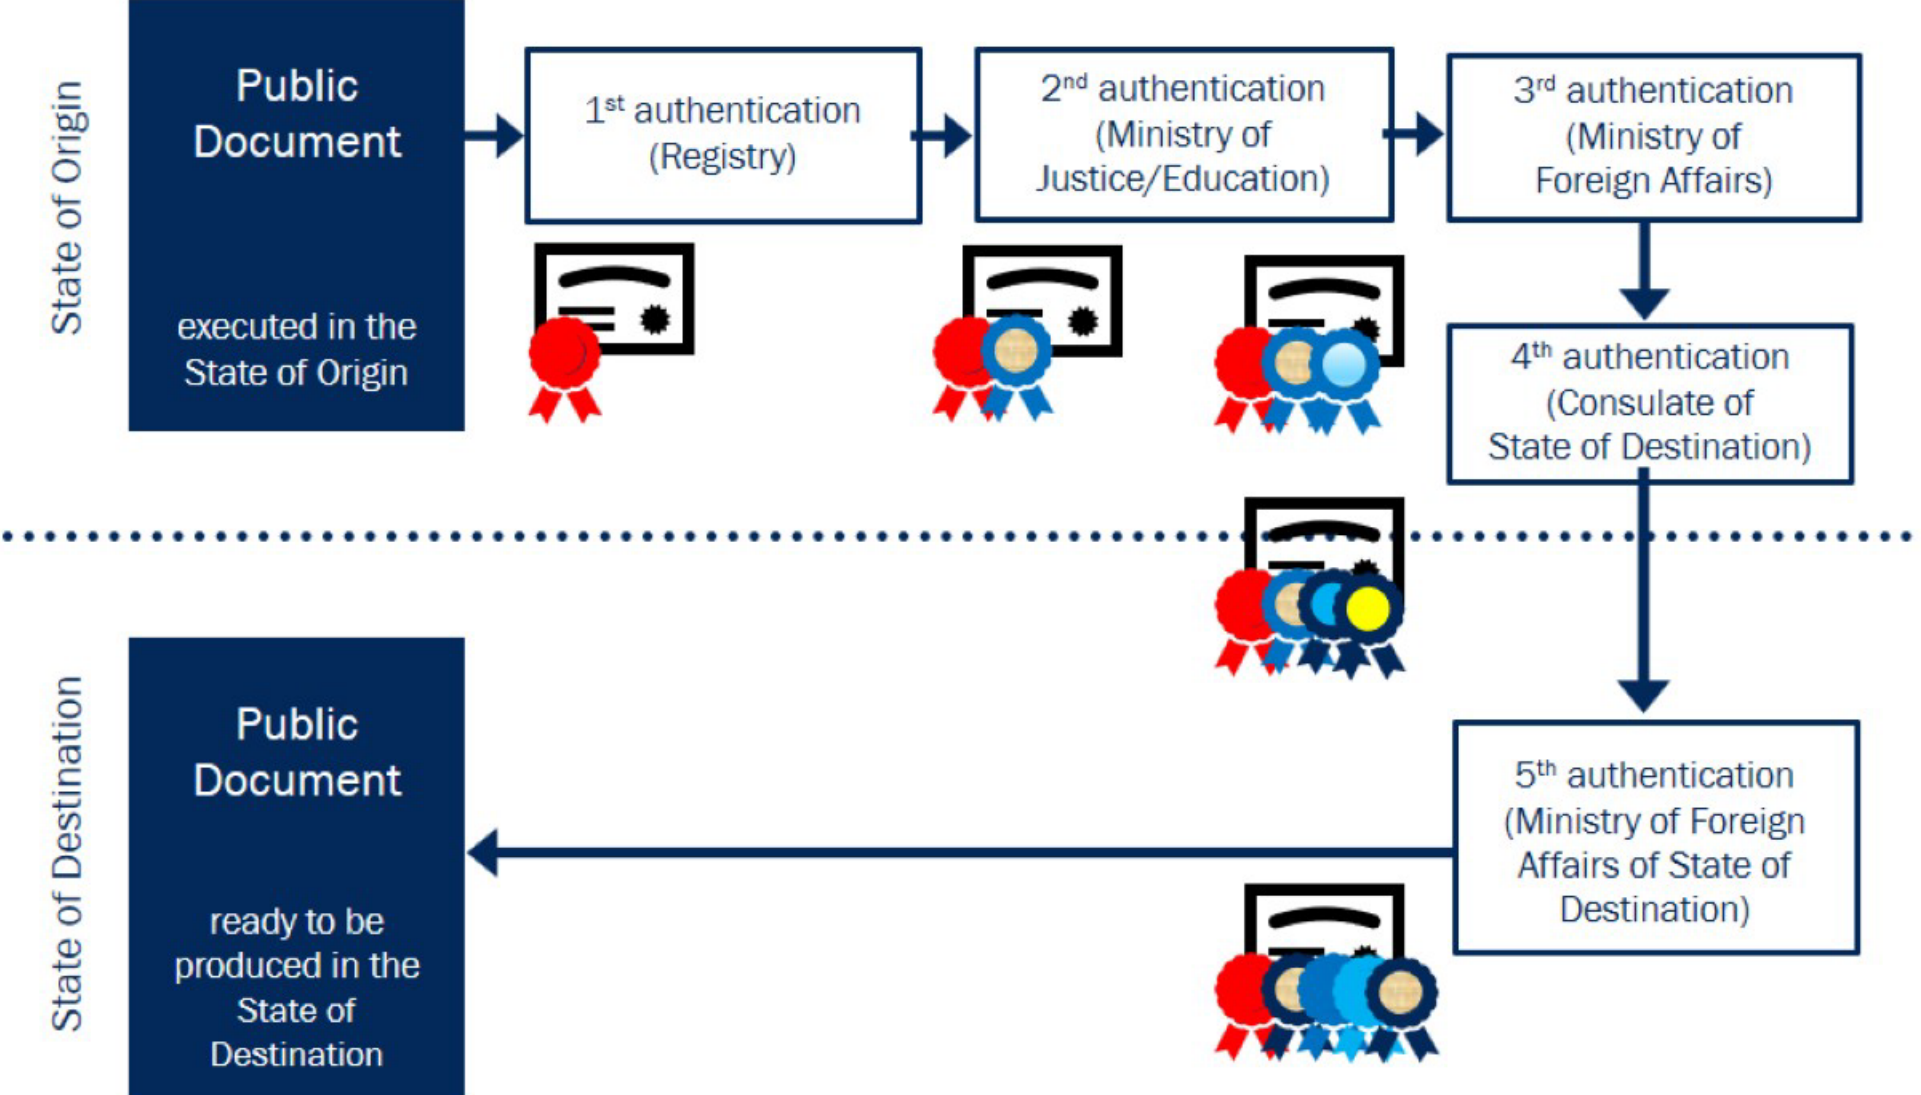 State of Origin
Public
Document
executed in the
State of Origin
1st authentication
(Registry)
2nd authentication
(Ministry of
Justice/Education)
3rd authentication
(Ministry of
Foreign Affairs)
4th authentication
(Consulate of
State of Destination)
State of Destination
Public
Document
ready to be
produced in the
State of
Destination
5th authentication
(Ministry of Foreign
Affairs of State of
Destination)